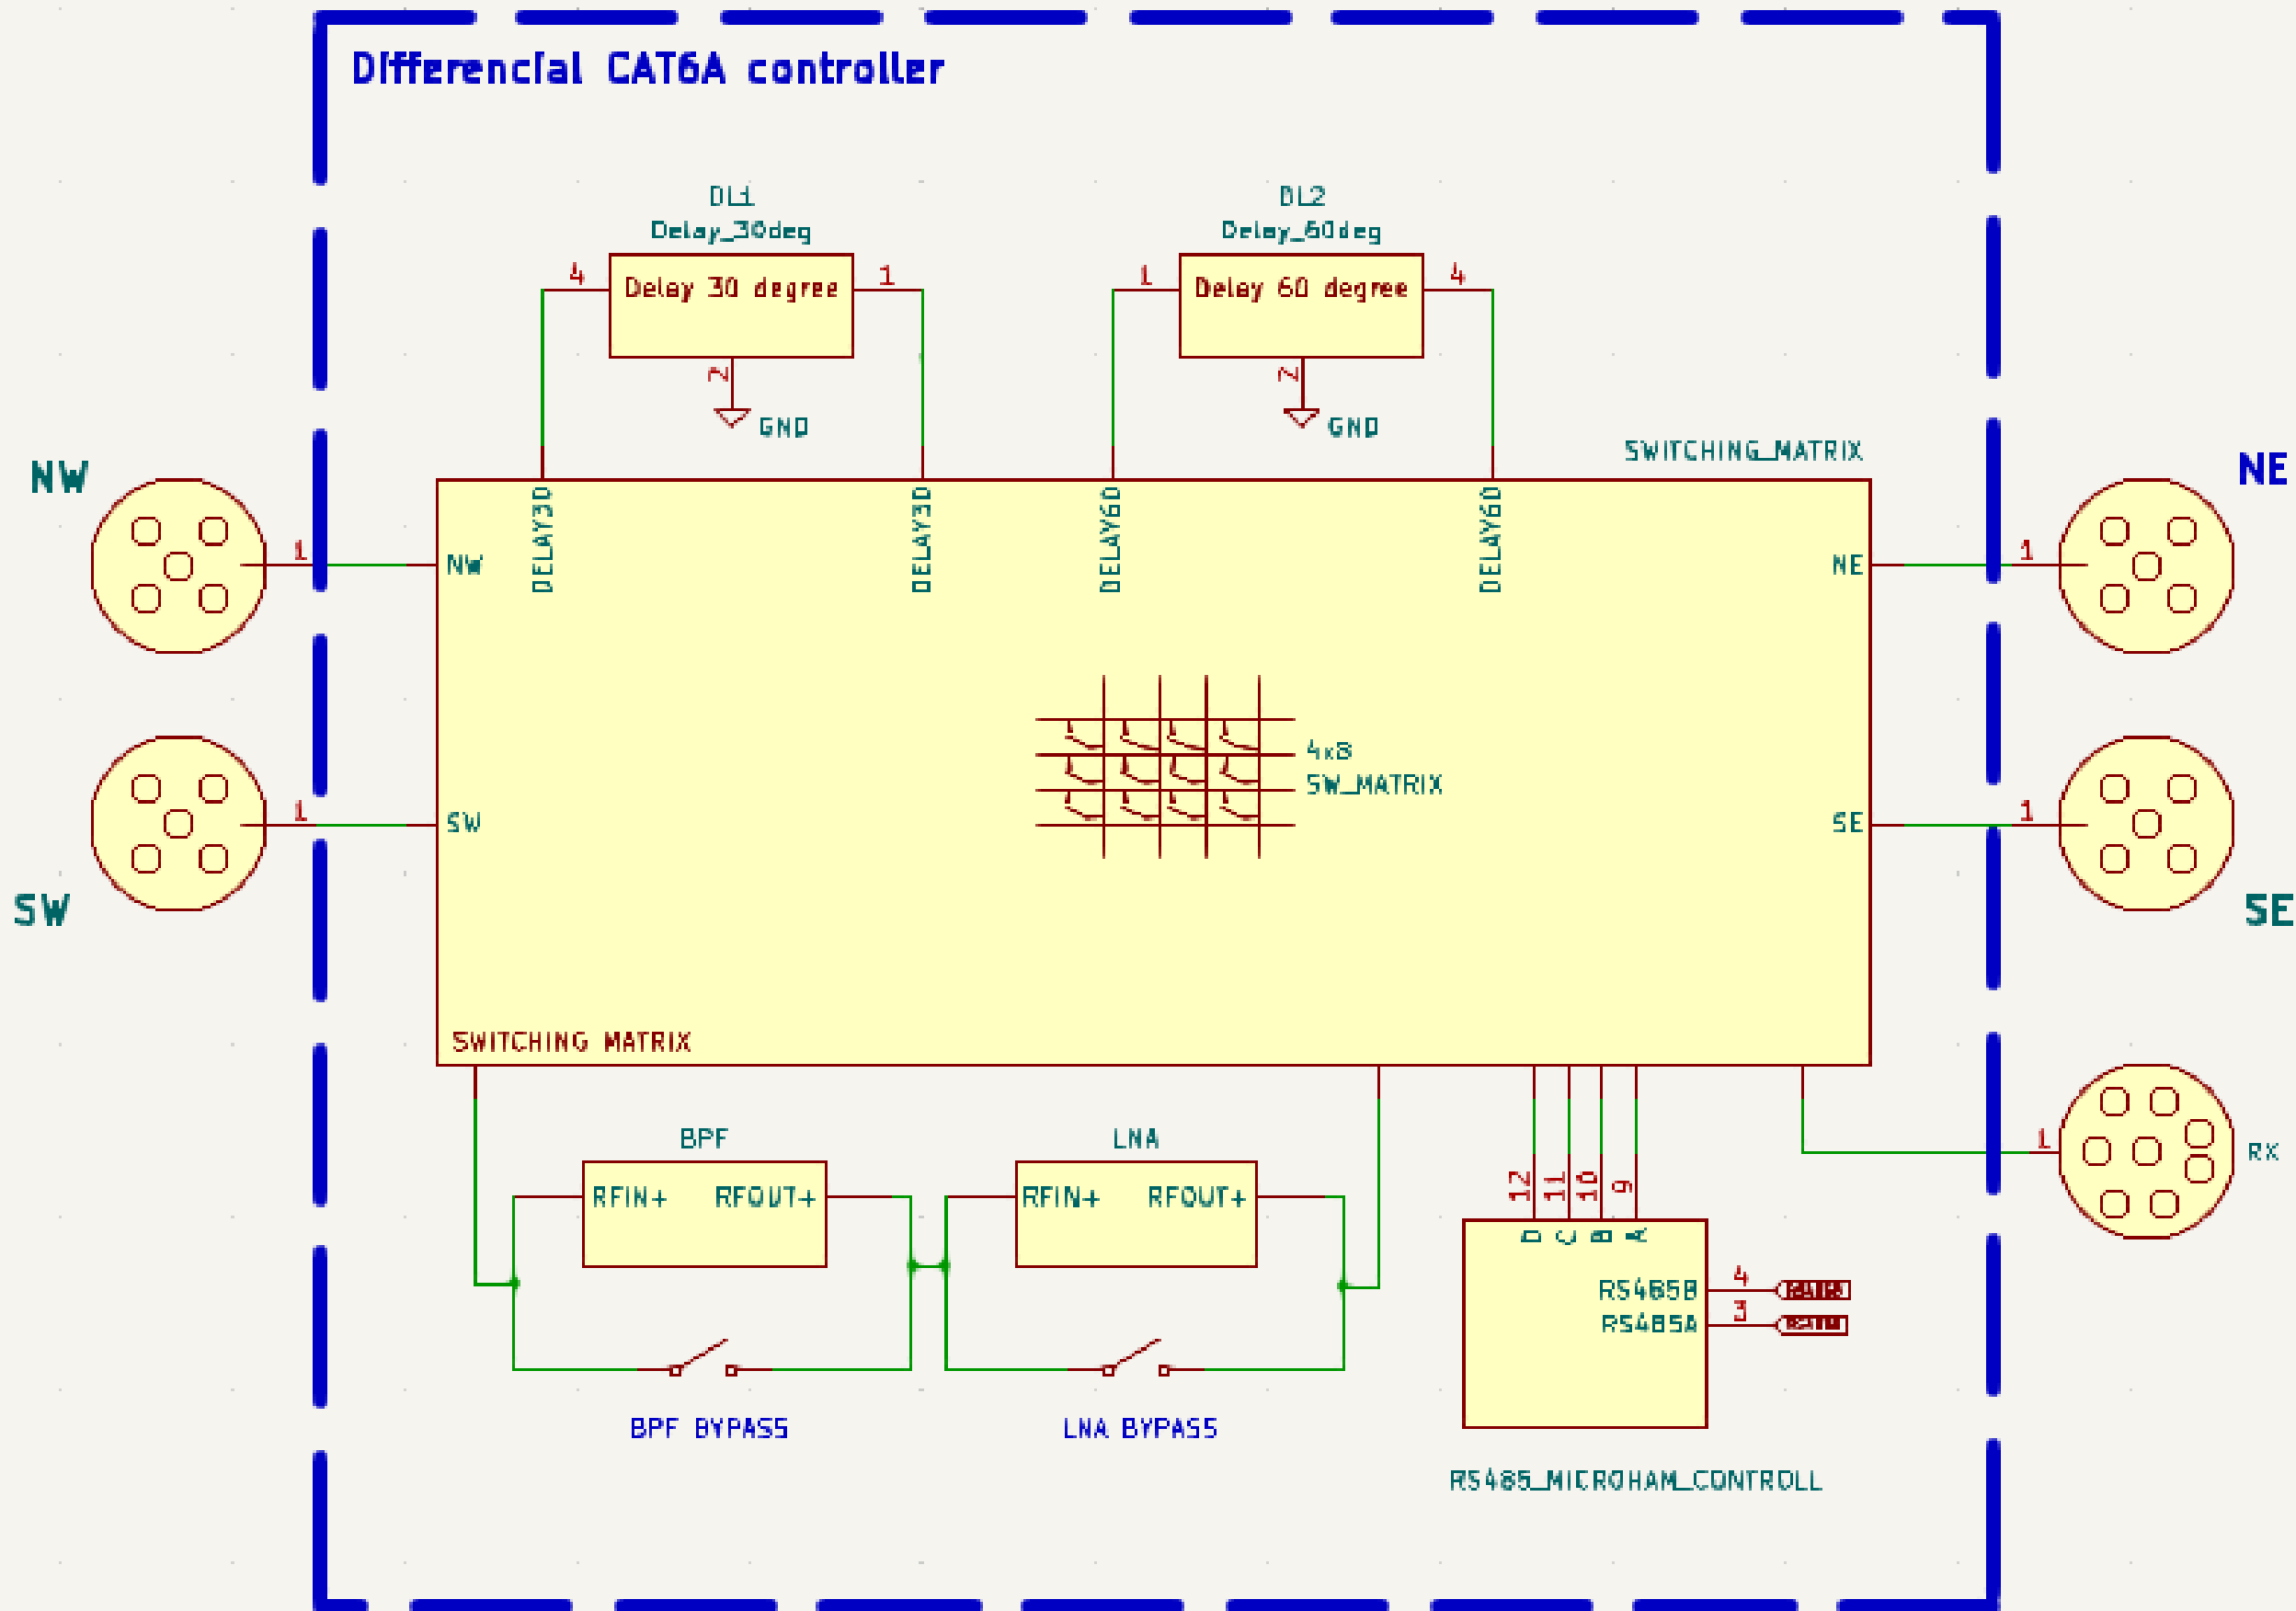 Differencial CAT6A controller
DL1
Delay_30deg
4
Delay 30 degree
1
2
GND
DL2
Delay_60deg
1
Delay 60 degree
4
2
GND
SWITCHING_MATRIX
NW
NE
DELAY30
DELAY30
DELAY60
DELAY60
1
NW
NE
1
4x8
SW_MATRIX
1
SW
SE
1
SW
SE
SWITCHING MATRIX
BPF
RFIN+
RFOUT+
LNA
RFIN+
RFOUT+
12
11
10
9
D
C
B
A
1
RX
RS465B
4
RS485A
3
BPF BYPASS
LNA BYPASS
RS485_MICROHAM_CONTROLL